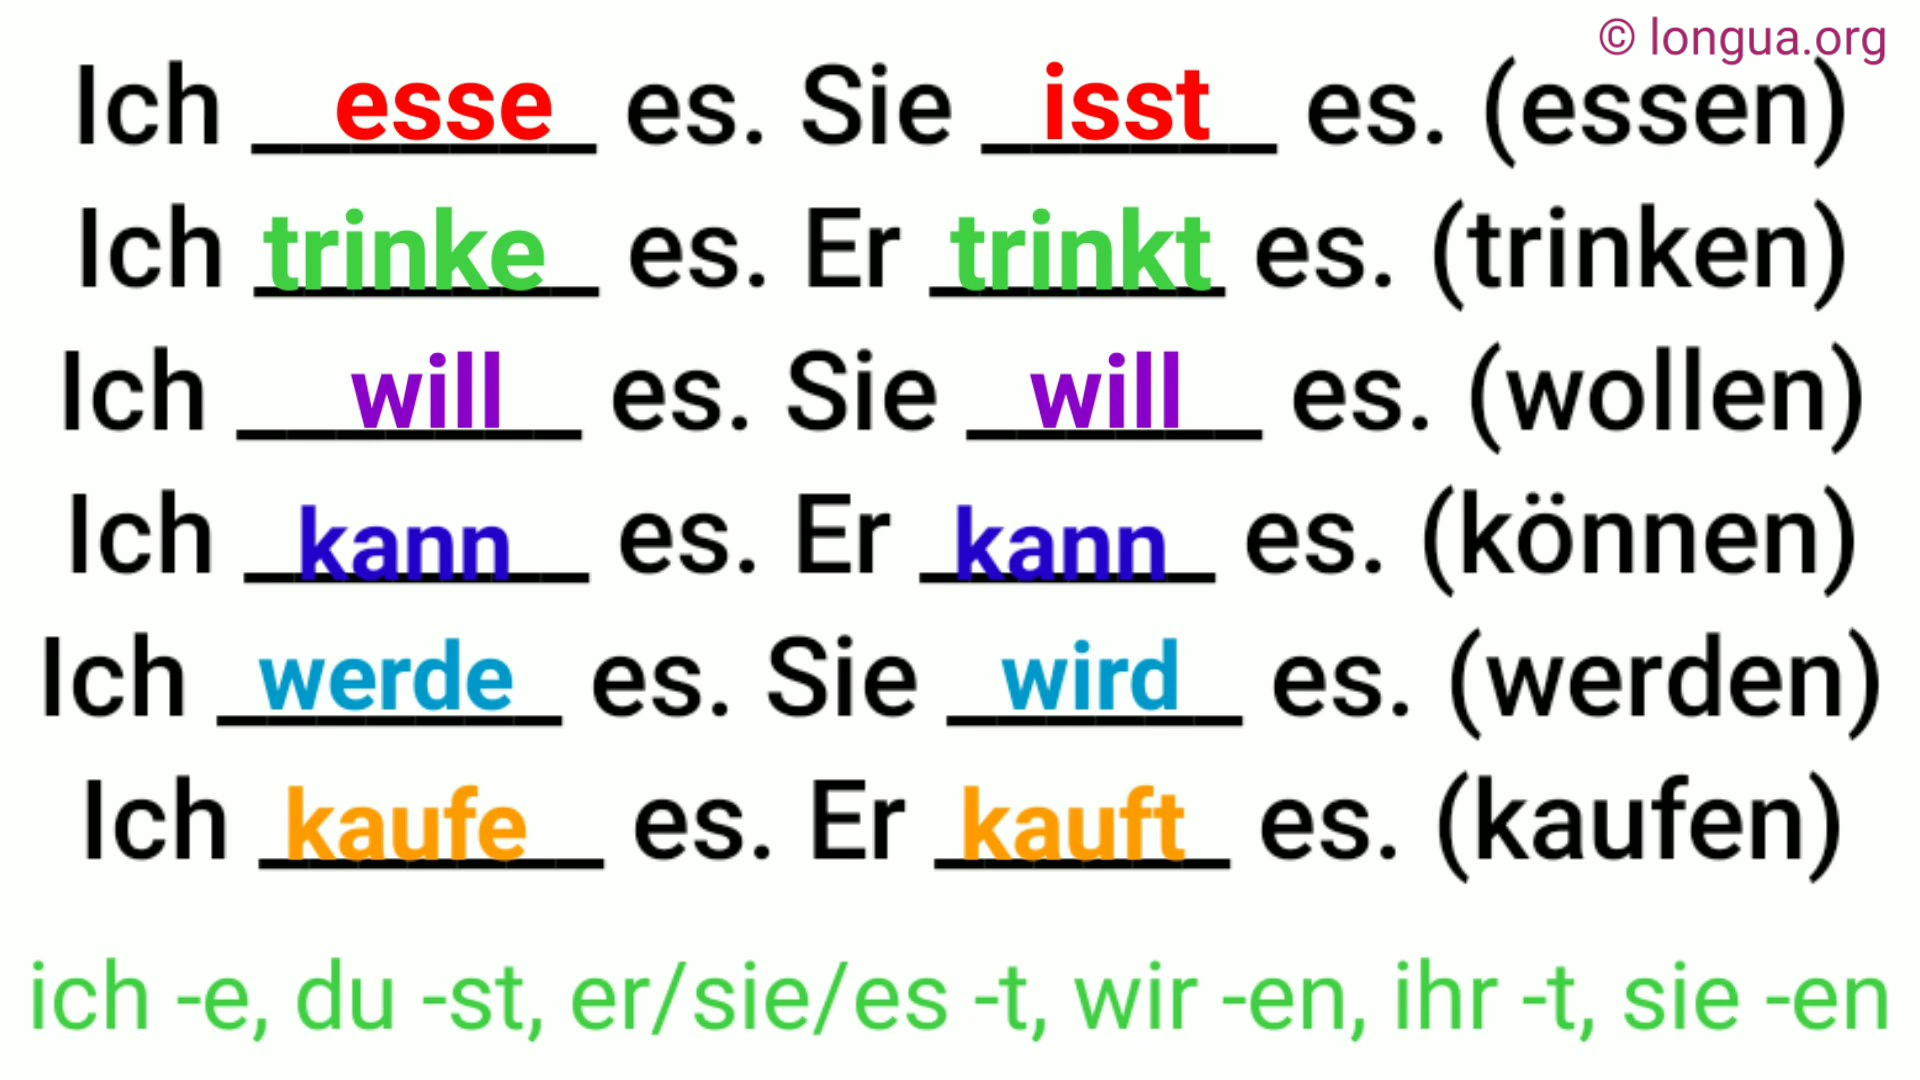 © longua.org
Ich esse es. Sie isst es. (essen)
Ich trinke es. Er trinkt es. (trinken)
Ich will es. Sie will es. (wollen)
Ich kann es. Er kann es. (können)
Ich werde es. Sie wird es. (werden)
Ich kaufe es. Er kauft es. (kaufen)
ich -e, du -st, er/sie/es -t, wir -en, ihr -t, sie -en